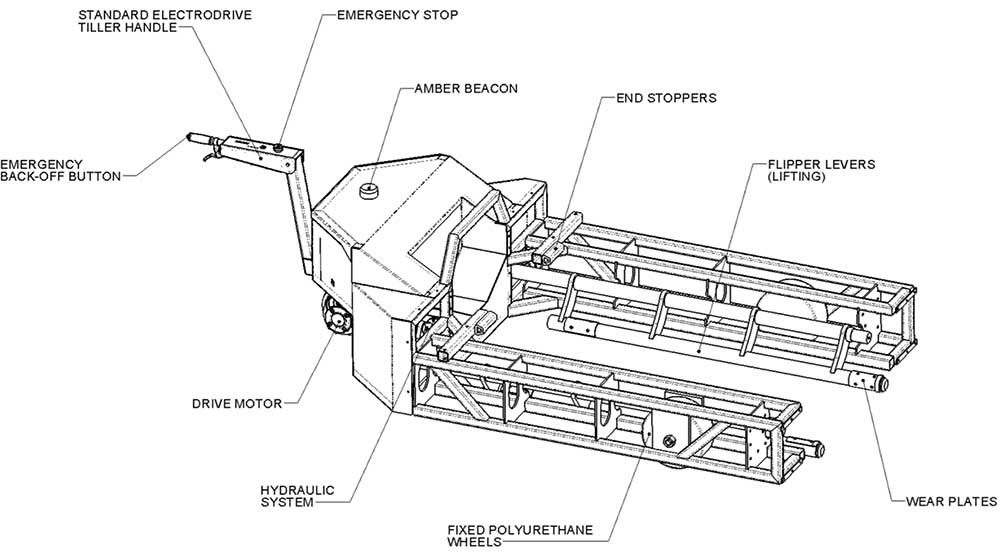 STANDARD ELECTRODRIVE
TILLER HANDLE
EMERGENCY STOP
AMBER BEACON
END STOPPERS
EMERGENCY
BACK-OFF BUTTON
FLIPPER LEVERS
(LIFTING)
DRIVE MOTOR
HYDRAULIC
SYSTEM
WEAR PLATES
FIXED POLYURETHANE
WHEELS